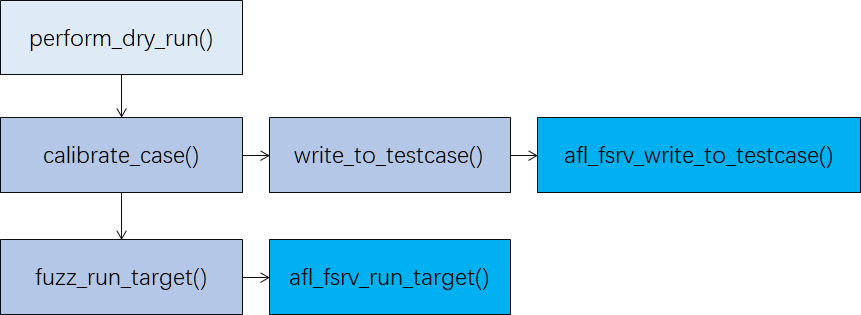 perform_dry_run()
calibrate_case()
write_to_testcase()
afl_fsrv_write_to_testcase()
fuzz_run_target()
afl_fsrv_run_target()